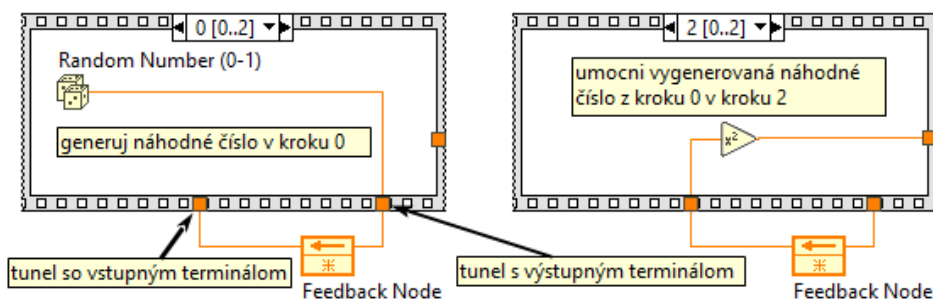 0 [0..2]
Random Number (0-1)
generuj náhodné číslo v kroku 0
tunel so vstupným terminálom
Feedback Node
tunel s výstupným terminálom
2 [0..2]
umocni vygenerovaná náhodné
číslo z kroku 0 v kroku 2
x²
Feedback Node